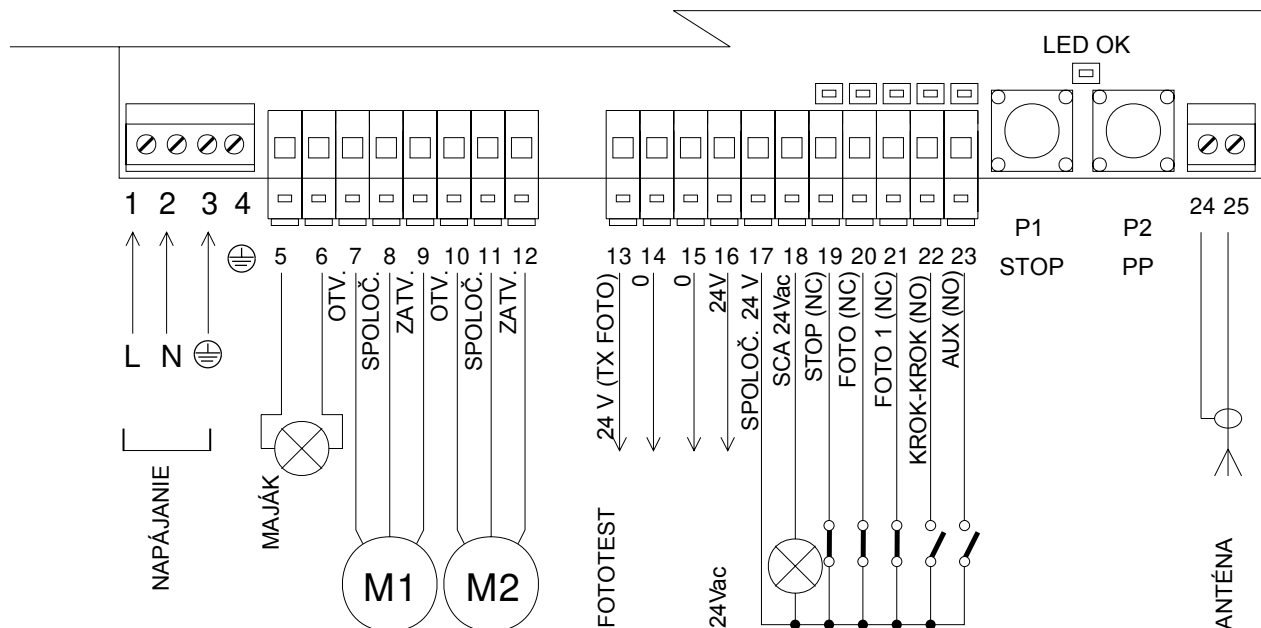 LED OK
1 2 3 4
5 6 7 8 9 10 11 12
13 14 15 16 17 18 19 20 21 22 23
24 25
P1
STOP
P2
PP
L N
NAPÁJANIE
MAJÁK
OTV.
SPOLOČ.
ZATV.
OTV.
SPOLOČ.
ZATV.
M1
M2
24 V (TX FOTO)
0
0
24V
SPOLOČ. 24 V
SCA 24Vac
STOP (NC)
FOTO (NC)
FOTO 1 (NC)
KROK-KROK (NO)
AUX (NO)
FOTOTEST
24Vac
ANTÉNA